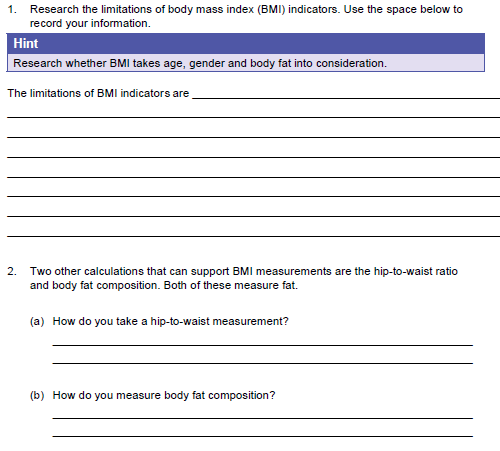 1. Research the limitations of body mass index (BMI) indicators. Use the space below to
record your information.
Hint
Research whether BMI takes age, gender and body fat into consideration.
The limitations of BMI indicators are
2. Two other calculations that can support BMI measurements are the hip-to-waist ratio
and body fat composition. Both of these measure fat.
(a) How do you take a hip-to-waist measurement?
(b) How do you measure body fat composition?